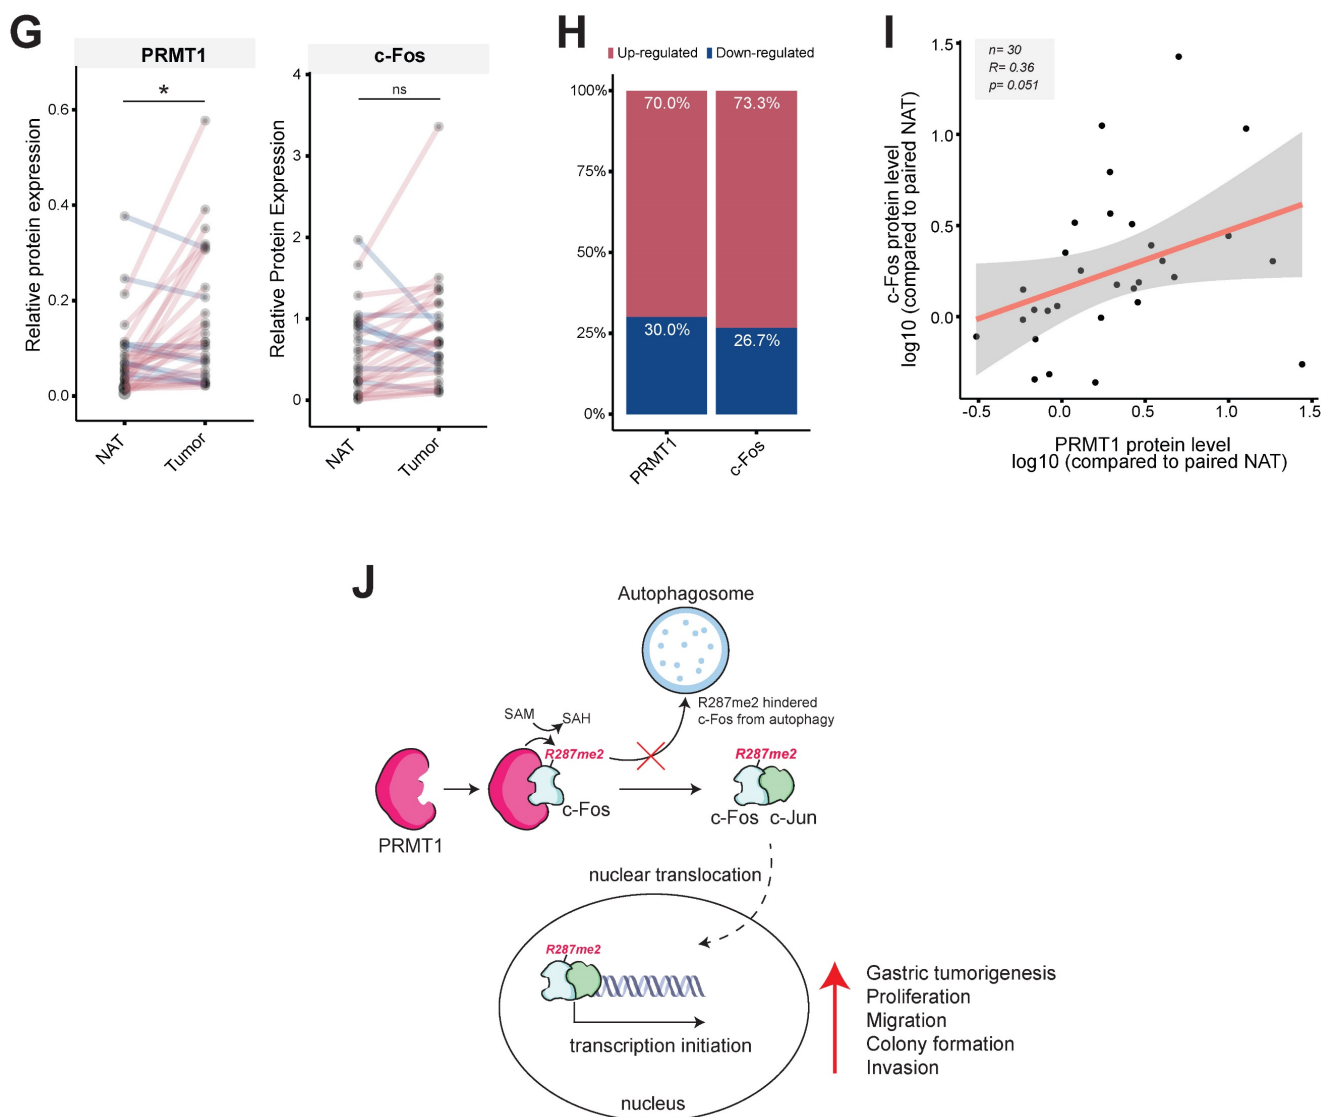 G
PRMT1
*
Relative protein expression
0.6
0.4
0.2
0.0
NAT
Tumor
c-Fos
ns
Relative Protein Expression
4
3
2
1
0
NAT
Tumor
H
Up-regulated
Down-regulated
100%
75%
50%
25%
0%
70.0%
73.3%
30.0%
26.7%
PRMT1
c-Fos
I
n= 30
R= 0.36
p= 0.051
c-Fos protein level
log10 (compared to paired NAT)
1.5
1.0
0.5
0.0
-0.5
0.0
0.5
1.0
1.5
PRMT1 protein level
log10 (compared to paired NAT)
J
Autophagosome
R287me2 hindered
c-Fos from autophagy
SAM
SAH
R287me2
R287me2
c-Fos
c-Fos c-Jun
PRMT1
nuclear translocation
R287me2
transcription initiation
nucleus
Gastric tumorigenesis
Proliferation
Migration
Colony formation
Invasion